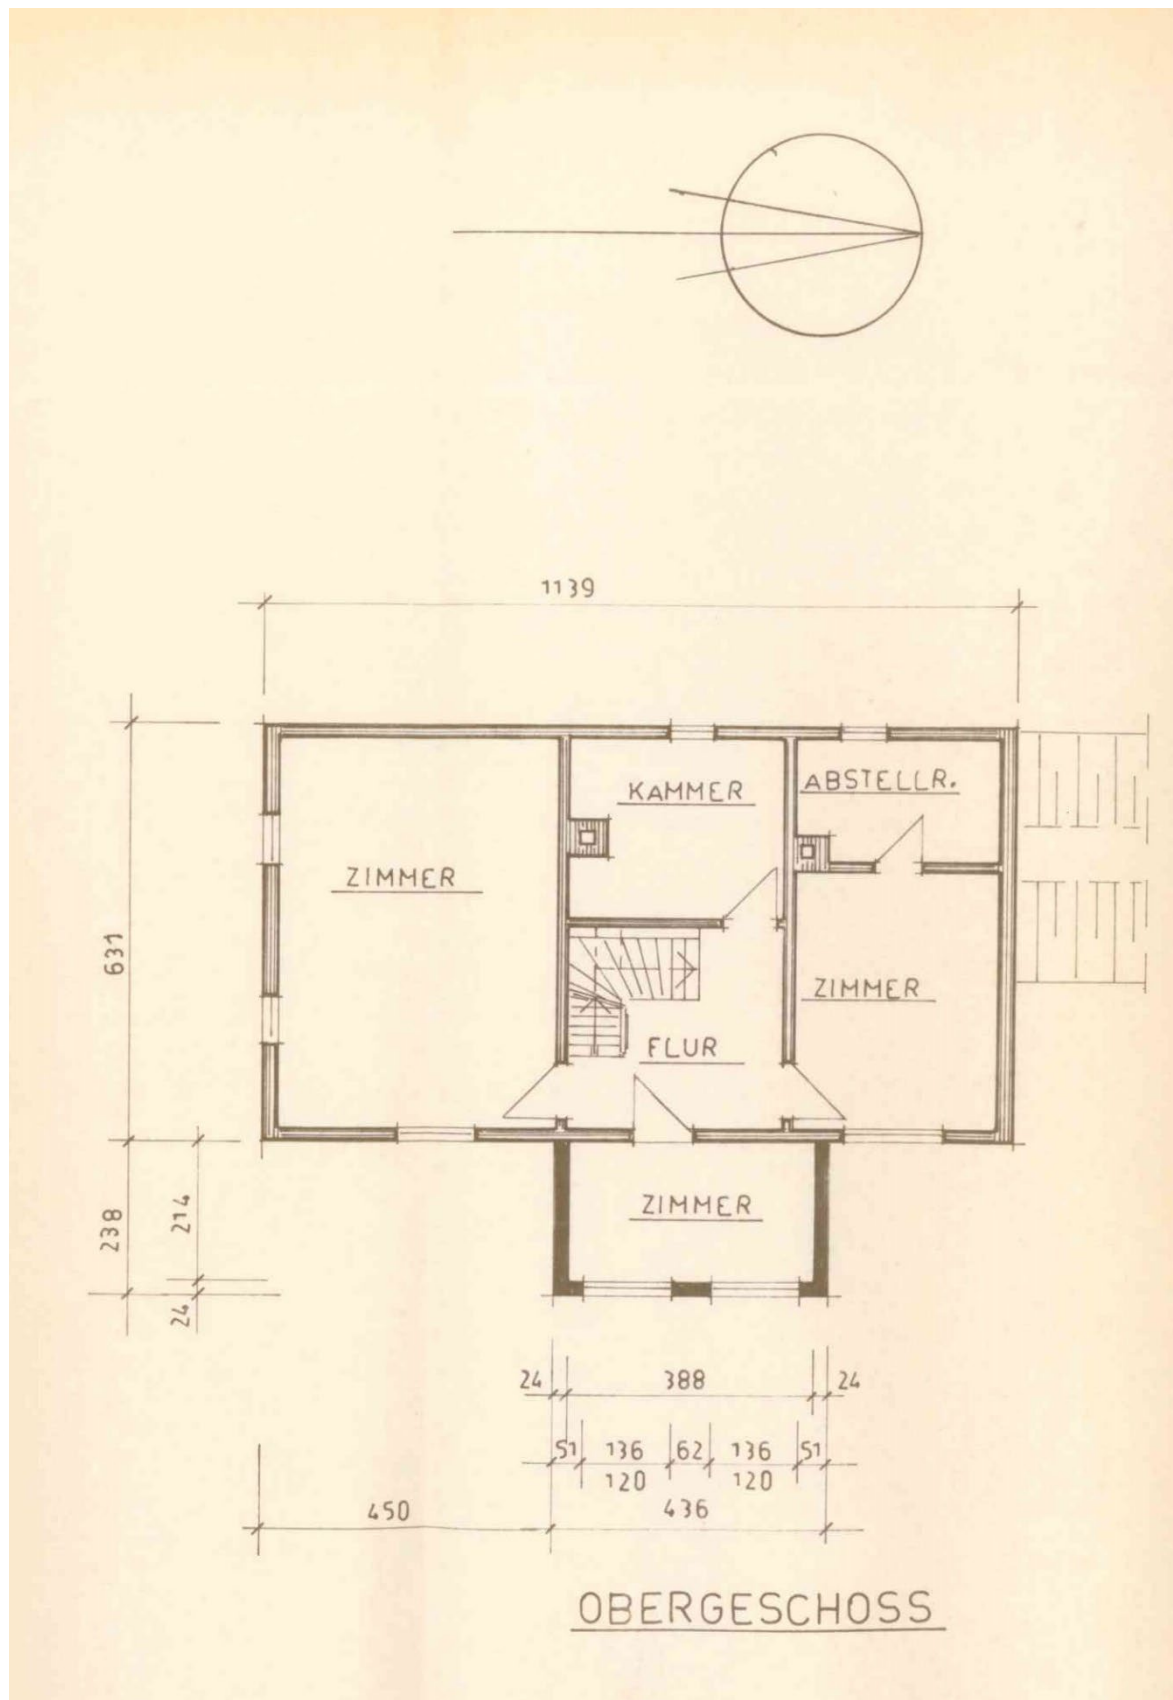 1139
KAMMER
ABSTELLR.
ZIMMER
631
ZIMMER
FLUR
ZIMMER
238
214
24
24
388
24
51
136
62
136
51
120
120
450
436
OBERGESCHOSS